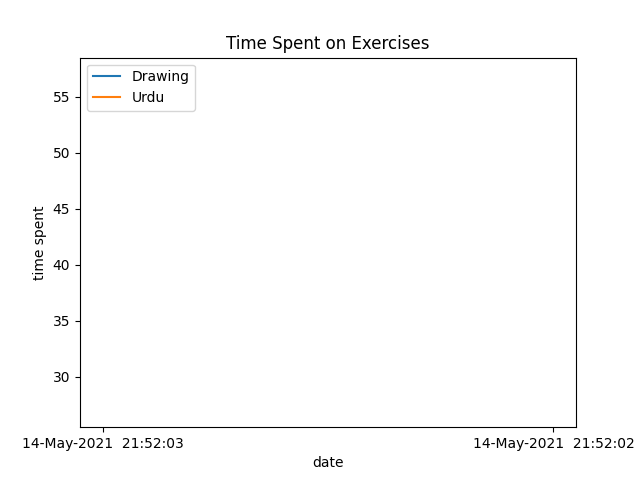 Time Spent on Exercises
Drawing
Urdu
55
50
45
40
35
30
time spent
14-May-2021  21:52:03
14-May-2021  21:52:02
date